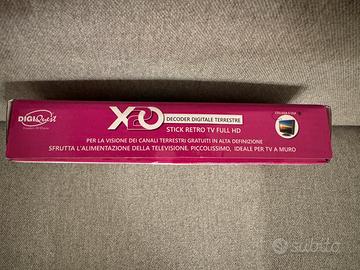 DIGIQuest
X20
DECODER DIGITALE TERRESTRE
STICK RETRO TV FULL HD
PER LA VISIONE DEI CANALI TERRESTRI GRATUITI IN ALTA DEFINIZIONE
SFRUTTA L'ALIMENTAZIONE DELLA TELEVISIONE, PICCOLISSIMO, IDEALE PER TV A MURO
subito